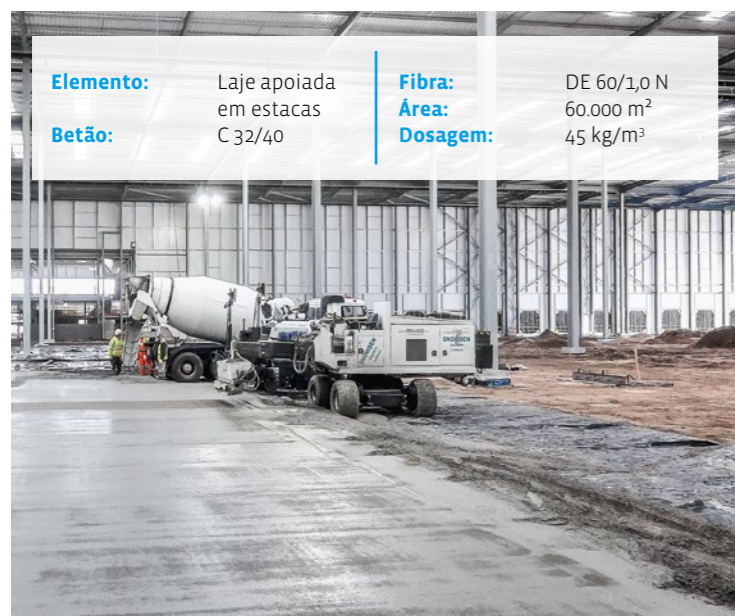 Elemento: Laje apoiada
em estacas
Betão: C 32/40
Fibra: DE 60/1,0 N
Área: 60.000 m²
Dosagem: 45 kg/m³
SNOWDEN